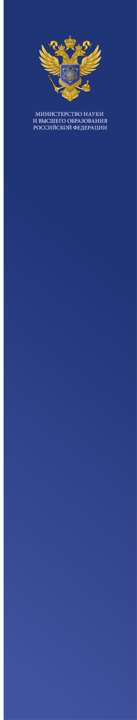 МИНИСТЕРСТВО НАУКИ
И ВЫСШЕГО ОБРАЗОВАНИЯ
РОССИЙСКОЙ ФЕДЕРАЦИИ